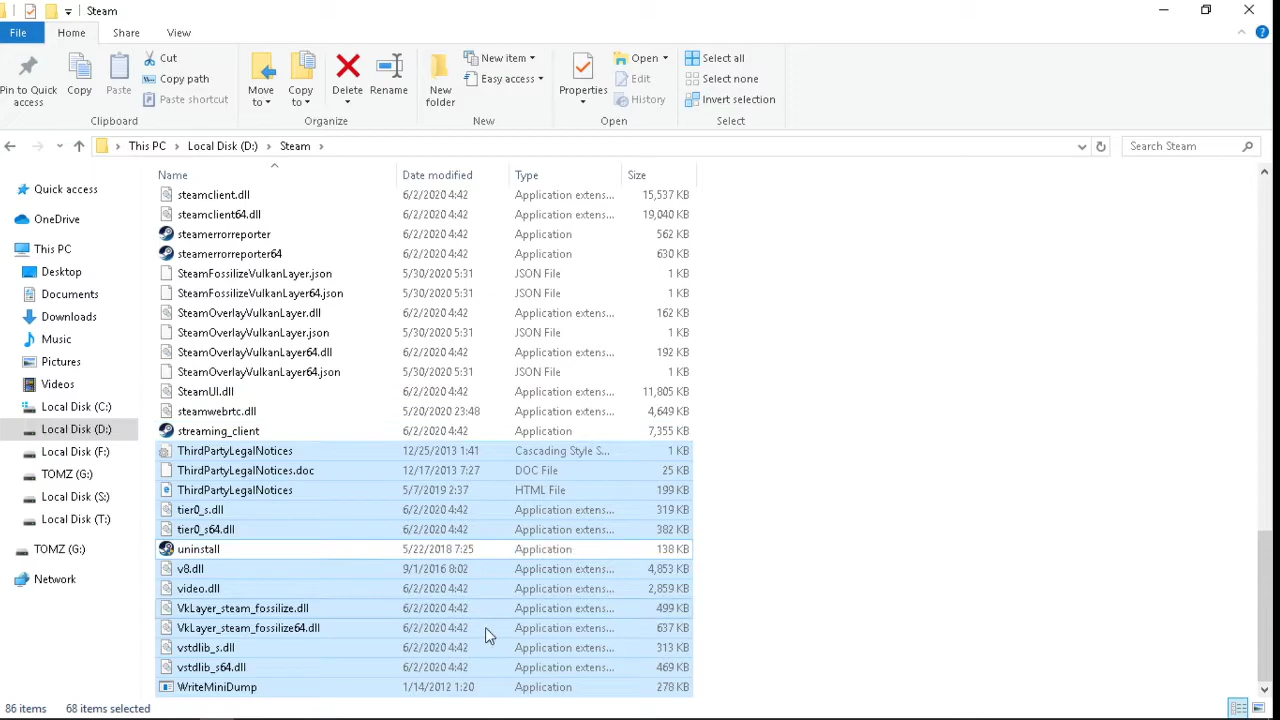 Steam
File Home Share View
Pin to Quick access
Copy
Paste
Cut
Copy path
Paste shortcut
Clipboard
Move to
Copy to
Delete
Rename
Organize
New folder
New item
Easy access
New
Properties
Open
Edit
History
Open
Select all
Select none
Invert selection
Select
This PC > Local Disk (D:) > Steam >
Search Steam
Quick access
OneDrive
This PC
Desktop
Documents
Downloads
Music
Pictures
Videos
Local Disk (C:)
Local Disk (D:)
Local Disk (F:)
TOMZ (G:)
Local Disk (S:)
Local Disk (T:)
TOMZ (G:)
Network
Name Date modified Type Size
steamclient.dll 6/2/2020 4:42 Application extens... 15,537 KB
steamclient64.dll 6/2/2020 4:42 Application extens... 19,040 KB
steamerrorreporter 6/2/2020 4:42 Application 562 KB
steamerrorreporter64 6/2/2020 4:42 Application 630 KB
SteamFossilizeVulkanLayer.json 5/30/2020 5:31 JSON File 1 KB
SteamFossilizeVulkanLayer64.json 5/30/2020 5:31 JSON File 1 KB
SteamOverlayVulkanLayer.dll 6/2/2020 4:42 Application extens... 162 KB
SteamOverlayVulkanLayer.json 5/30/2020 5:31 JSON File 1 KB
SteamOverlayVulkanLayer64.dll 6/2/2020 4:42 Application extens... 192 KB
SteamOverlayVulkanLayer64.json 5/30/2020 5:31 JSON File 1 KB
SteamUI.dll 6/2/2020 4:42 Application extens... 11,805 KB
steamwebrtc.dll 5/20/2020 23:48 Application extens... 4,649 KB
streaming_client 6/2/2020 4:42 Application 7,355 KB
ThirdPartyLegalNotices 12/25/2013 1:41 Cascading Style S... 1 KB
ThirdPartyLegalNotices.doc 12/17/2013 7:27 DOC File 25 KB
ThirdPartyLegalNotices 5/7/2019 2:37 HTML File 199 KB
tier0_s.dll 6/2/2020 4:42 Application extens... 319 KB
tier0_s64.dll 6/2/2020 4:42 Application extens... 382 KB
uninstall 5/22/2018 7:25 Application 138 KB
v8.dll 9/1/2016 8:02 Application extens... 4,853 KB
video.dll 6/2/2020 4:42 Application extens... 2,859 KB
VkLayer_steam_fossilize.dll 6/2/2020 4:42 Application extens... 499 KB
VkLayer_steam_fossilize64.dll 6/2/2020 4:42 Application extens... 637 KB
vstdlib_s.dll 6/2/2020 4:42 Application extens... 313 KB
vstdlib_s64.dll 6/2/2020 4:42 Application extens... 469 KB
WriteMiniDump 1/14/2012 1:20 Application 278 KB
86 items 68 items selected